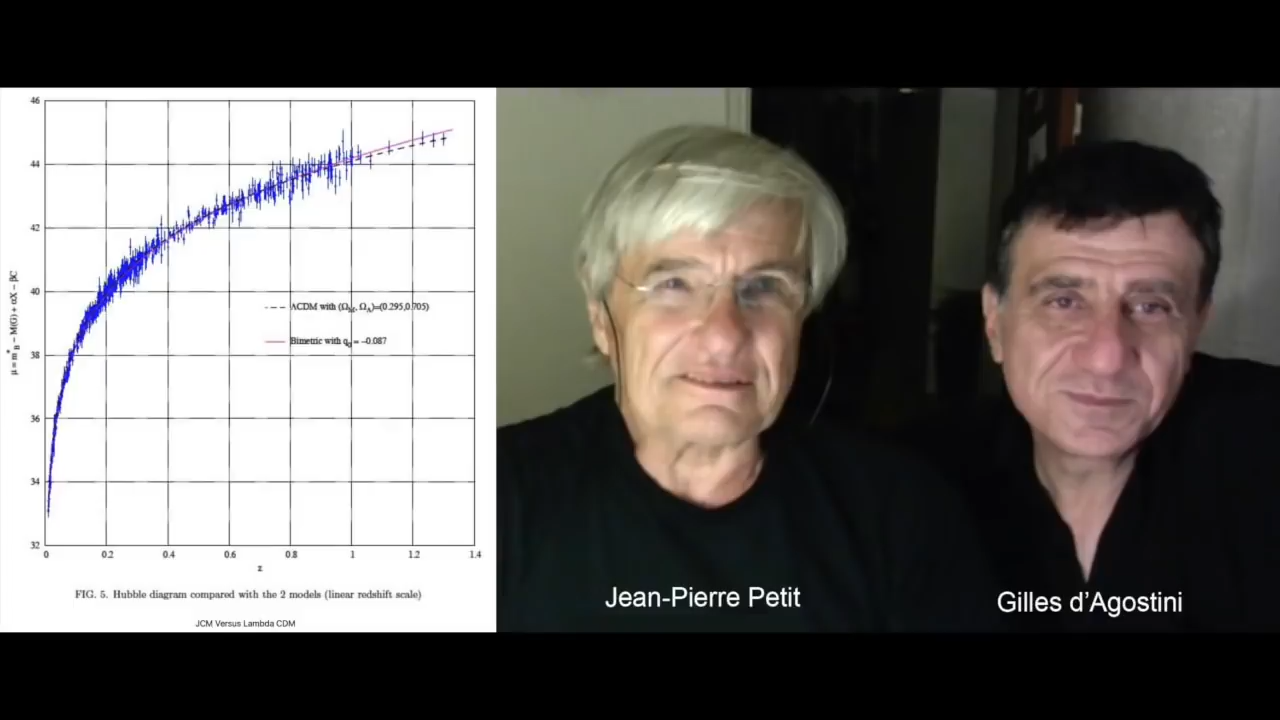 46
44
42
40
38
36
34
32
0 0.2 0.4 0.6 0.8 1 1.2 1.4
z
μ = m*B − M(G) + αX − βC
ΛCDM with (ΩM, ΩΛ)=(0.295,0.705)
Bimetric with q0 = −0.087
FIG. 5. Hubble diagram compared with the 2 models (linear redshift scale)
JCM Versus Lambda CDM
Jean-Pierre Petit
Gilles d’Agostini